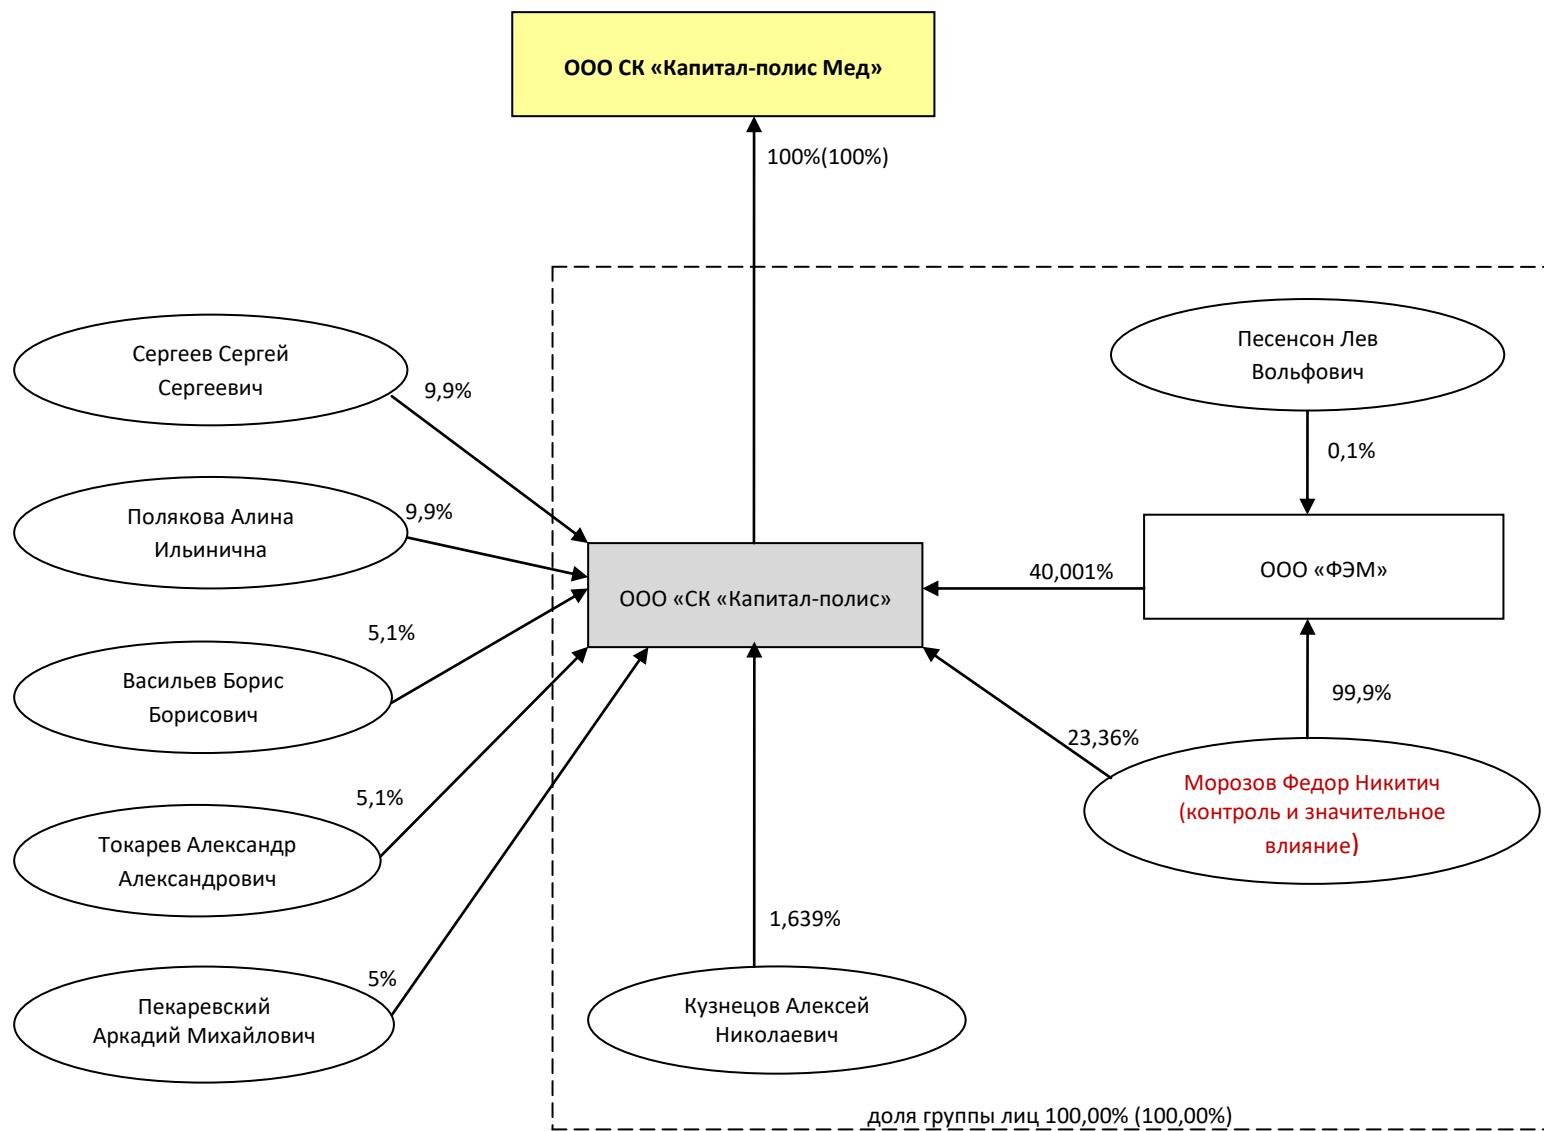 ООО СК «Капитал-полис Мед»
100%(100%)
Сергеев Сергей
Сергеевич
9,9%
Песенсон Лев
Вольфович
0,1%
Полякова Алина
Ильинична
9,9%
ООО «СК «Капитал-полис»
40,001%
ООО «ФЭМ»
Васильев Борис
Борисович
5,1%
99,9%
23,36%
Морозов Федор Никитич
(контроль и значительное
влияние)
Токарев Александр
Александрович
5,1%
Пекаревский
Аркадий Михайлович
5%
1,639%
Кузнецов Алексей
Николаевич
доля группы лиц 100,00% (100,00%)